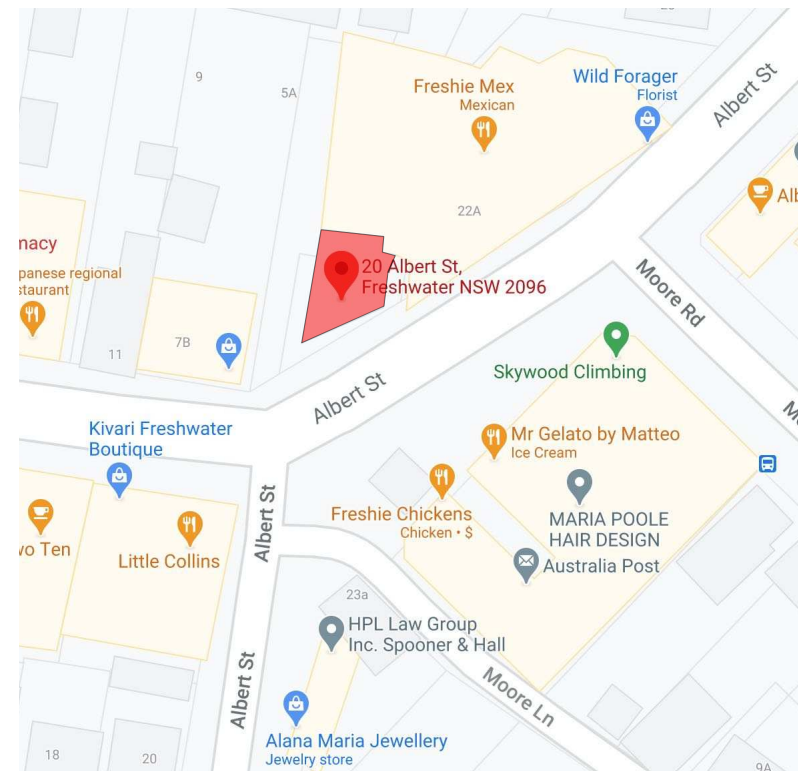 9
5A
Freshie Mex
Mexican
Wild Forager
Florist
Albert St
22A
Alb
macy
panese regional
staurant
20 Albert St,
Freshwater NSW 2096
Moore Rd
11
7B
Skywood Climbing
Albert St
Kivari Freshwater
Boutique
Mr Gelato by Matteo
Ice Cream
Freshie Chickens
Chicken • $
MARIA POOLE
HAIR DESIGN
Albert St
wo Ten
Little Collins
Australia Post
23a
HPL Law Group
Inc. Spooner & Hall
Albert St
Moore Ln
Alana Maria Jewellery
Jewelry store
18
20
9A